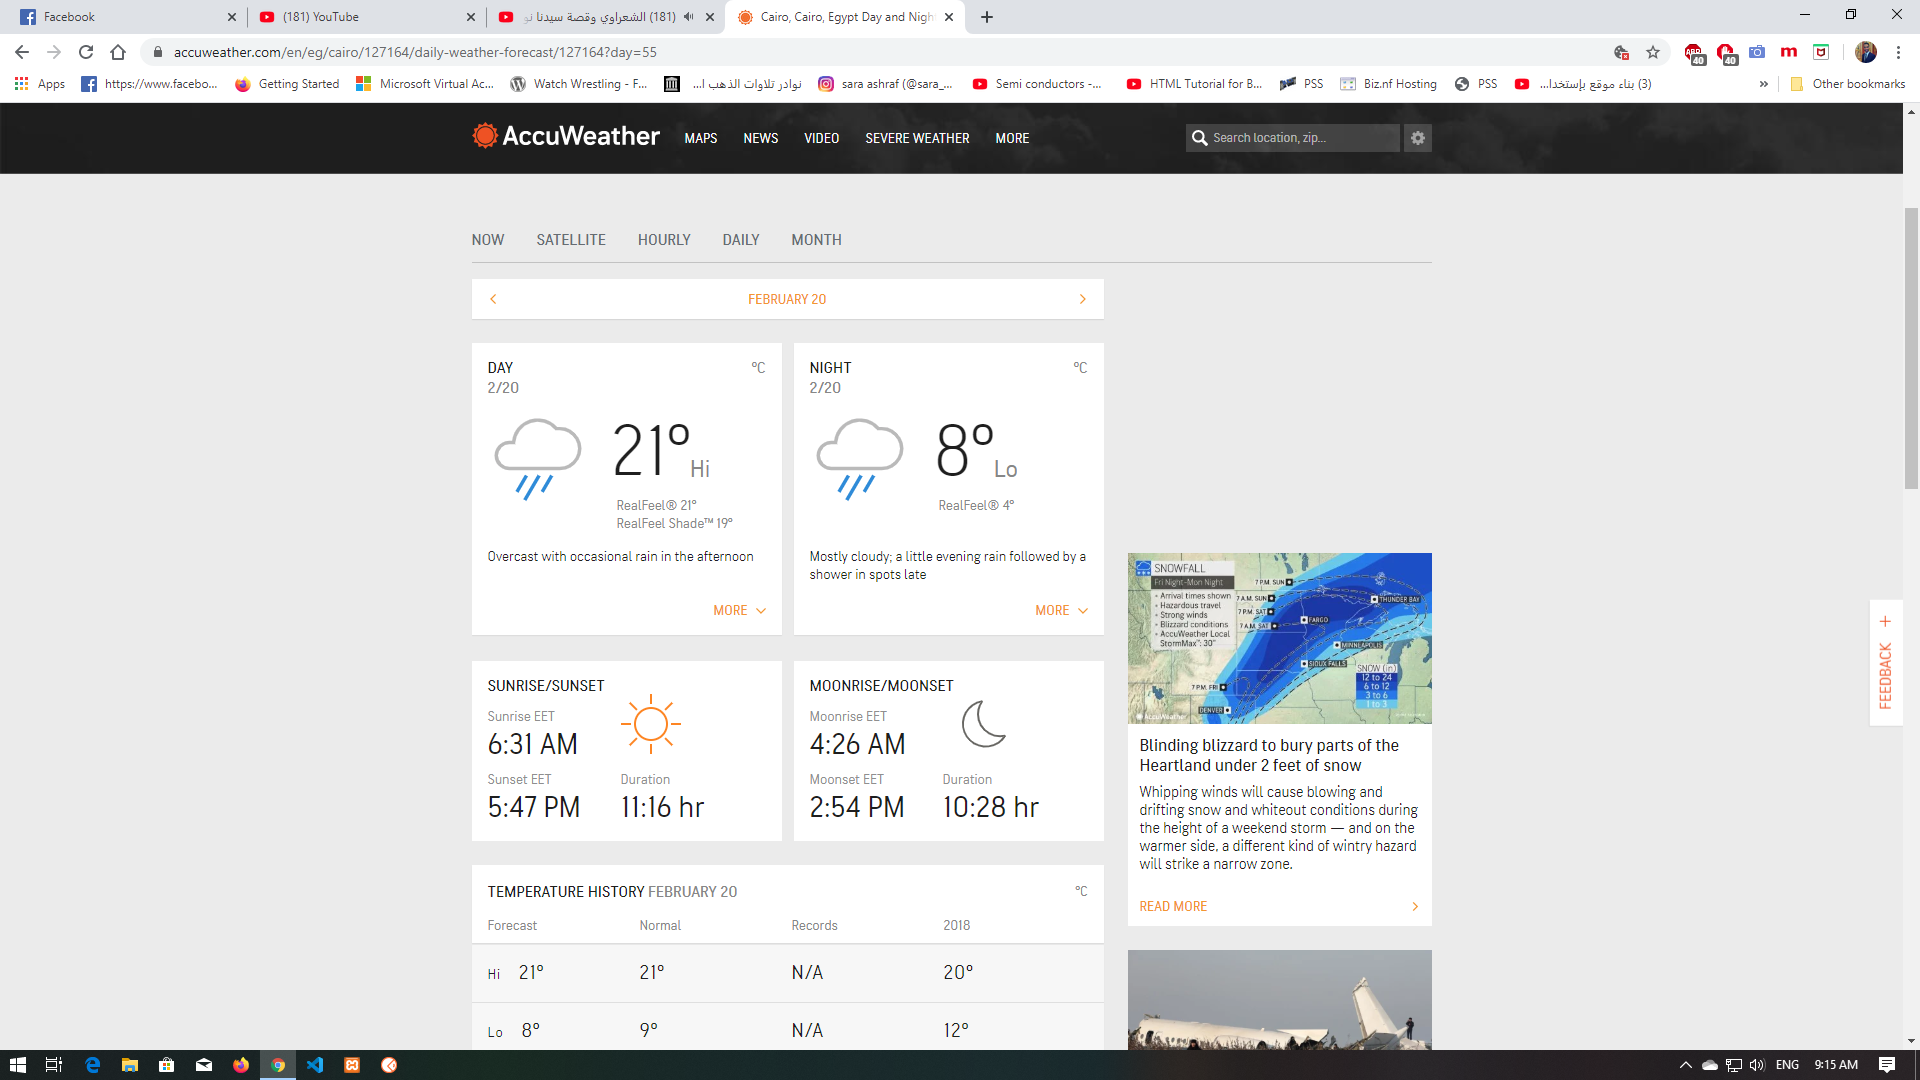 Facebook
(181) YouTube
(181) الشعراوي وقصة سيدنا نو
Cairo, Cairo, Egypt Day and Nigh
accuweather.com/en/eg/cairo/127164/daily-weather-forecast/127164?day=55
ABP
40
40
m
Apps
https://www.facebo...
Getting Started
Microsoft Virtual Ac...
Watch Wrestling - F...
نوادر تلاوات الذهب ا...
sara ashraf (@sara_...
Semi conductors -...
HTML Tutorial for B...
PSS
Biz.nf Hosting
PSS
(3) بناء موقع بإستخدا...
»
Other bookmarks
AccuWeather
MAPS
NEWS
VIDEO
SEVERE WEATHER
MORE
Search location, zip...
NOW
SATELLITE
HOURLY
DAILY
MONTH
FEBRUARY 20
DAY
°C
2/20
21° Hi
RealFeel® 21°
RealFeel Shade™ 19°
Overcast with occasional rain in the afternoon
MORE
NIGHT
°C
2/20
8° Lo
RealFeel® 4°
Mostly cloudy; a little evening rain followed by a
shower in spots late
MORE
SUNRISE/SUNSET
Sunrise EET
6:31 AM
Sunset EET
Duration
5:47 PM
11:16 hr
MOONRISE/MOONSET
Moonrise EET
4:26 AM
Moonset EET
Duration
2:54 PM
10:28 hr
TEMPERATURE HISTORY FEBRUARY 20
°C
Forecast Normal Records 2018
Hi 21° 21° N/A 20°
Lo 8° 9° N/A 12°
SNOWFALL
Fri Night-Mon Night
• Arrival times shown
• Hazardous travel
• Strong winds
• Blizzard conditions
• AccuWeather Local
StormMax™: 30"
7 P.M. SUN
7 A.M. SUN
7 P.M. SAT
7 A.M. SAT
7 P.M. FRI
THUNDER BAY
FARGO
MINNEAPOLIS
SIOUX FALLS
DENVER
SNOW (in)
12 to 24
6 to 12
3 to 6
1 to 3
AccuWeather
Blinding blizzard to bury parts of the
Heartland under 2 feet of snow
Whipping winds will cause blowing and
drifting snow and whiteout conditions during
the height of a weekend storm — and on the
warmer side, a different kind of wintry hazard
will strike a narrow zone.
READ MORE
FEEDBACK +
ENG
9:15 AM